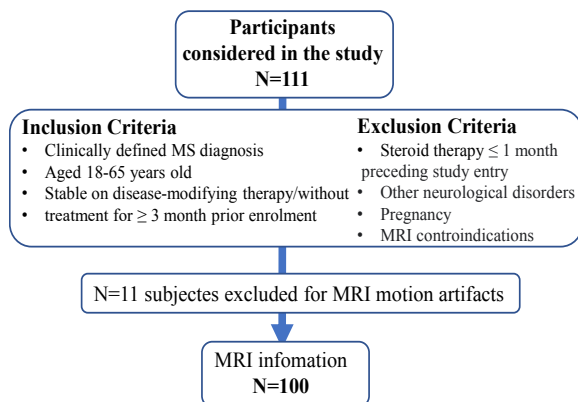 Participants
considered in the study
N=111
Inclusion Criteria
• Clinically defined MS diagnosis
• Aged 18-65 years old
• Stable on disease-modifying therapy/without
• treatment for ≥ 3 month prior enrolment
Exclusion Criteria
• Steroid therapy ≤ 1 month
preceding study entry
• Other neurological disorders
• Pregnancy
• MRI controindications
N=11 subjectes excluded for MRI motion artifacts
MRI infomation
N=100